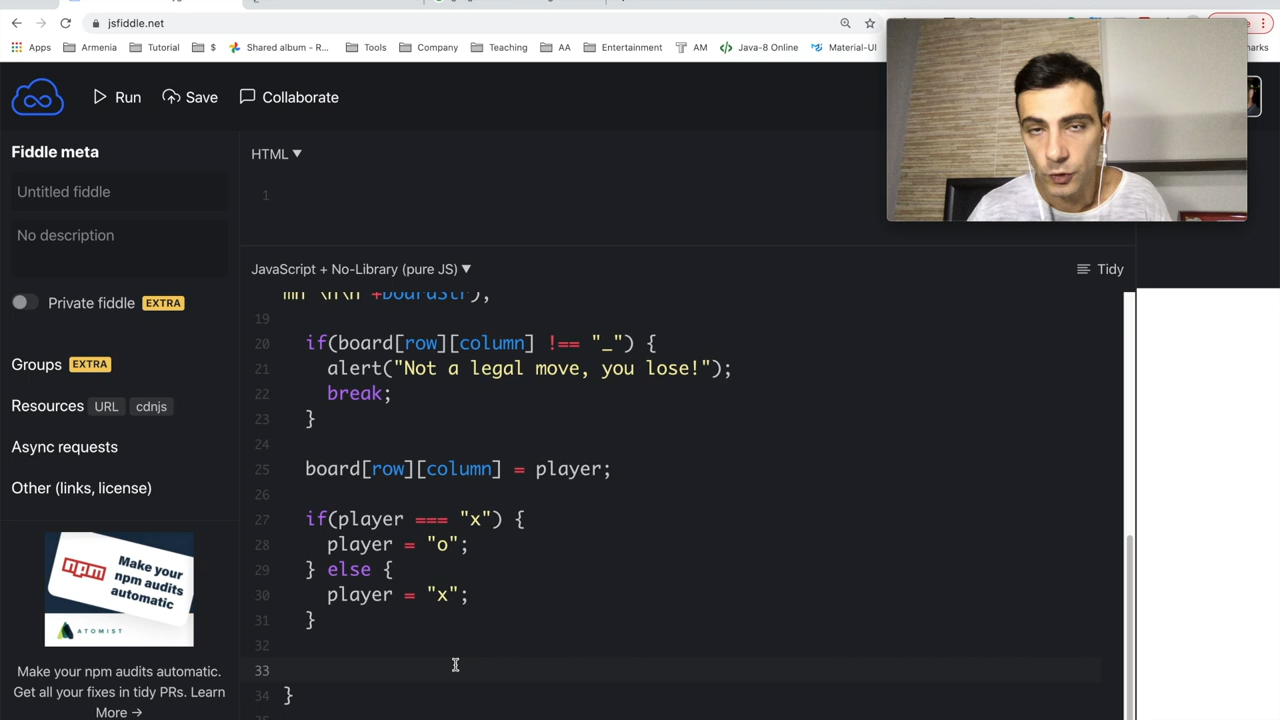 jsfiddle.net
Apps
Armenia
Tutorial
$
Shared album - R...
Tools
Company
Teaching
AA
Entertainment
AM
Java-8 Online
Material-UI
Run
Save
Collaborate
Fiddle meta
Untitled fiddle
No description
Private fiddle EXTRA
Groups EXTRA
Resources URL cdnjs
Async requests
Other (links, license)
Make your
npm audits
automatic
npm
ATOMIST
Make your npm audits automatic.
Get all your fixes in tidy PRs. Learn
More →
HTML ▼
1
JavaScript + No-Library (pure JS) ▼
Tidy
mn \n\n"+boardStr);
19
20 if(board[row][column] !== "_") {
21 alert("Not a legal move, you lose!");
22 break;
23 }
24
25 board[row][column] = player;
26
27 if(player === "x") {
28 player = "o";
29 } else {
30 player = "x";
31 }
32
33
34 }